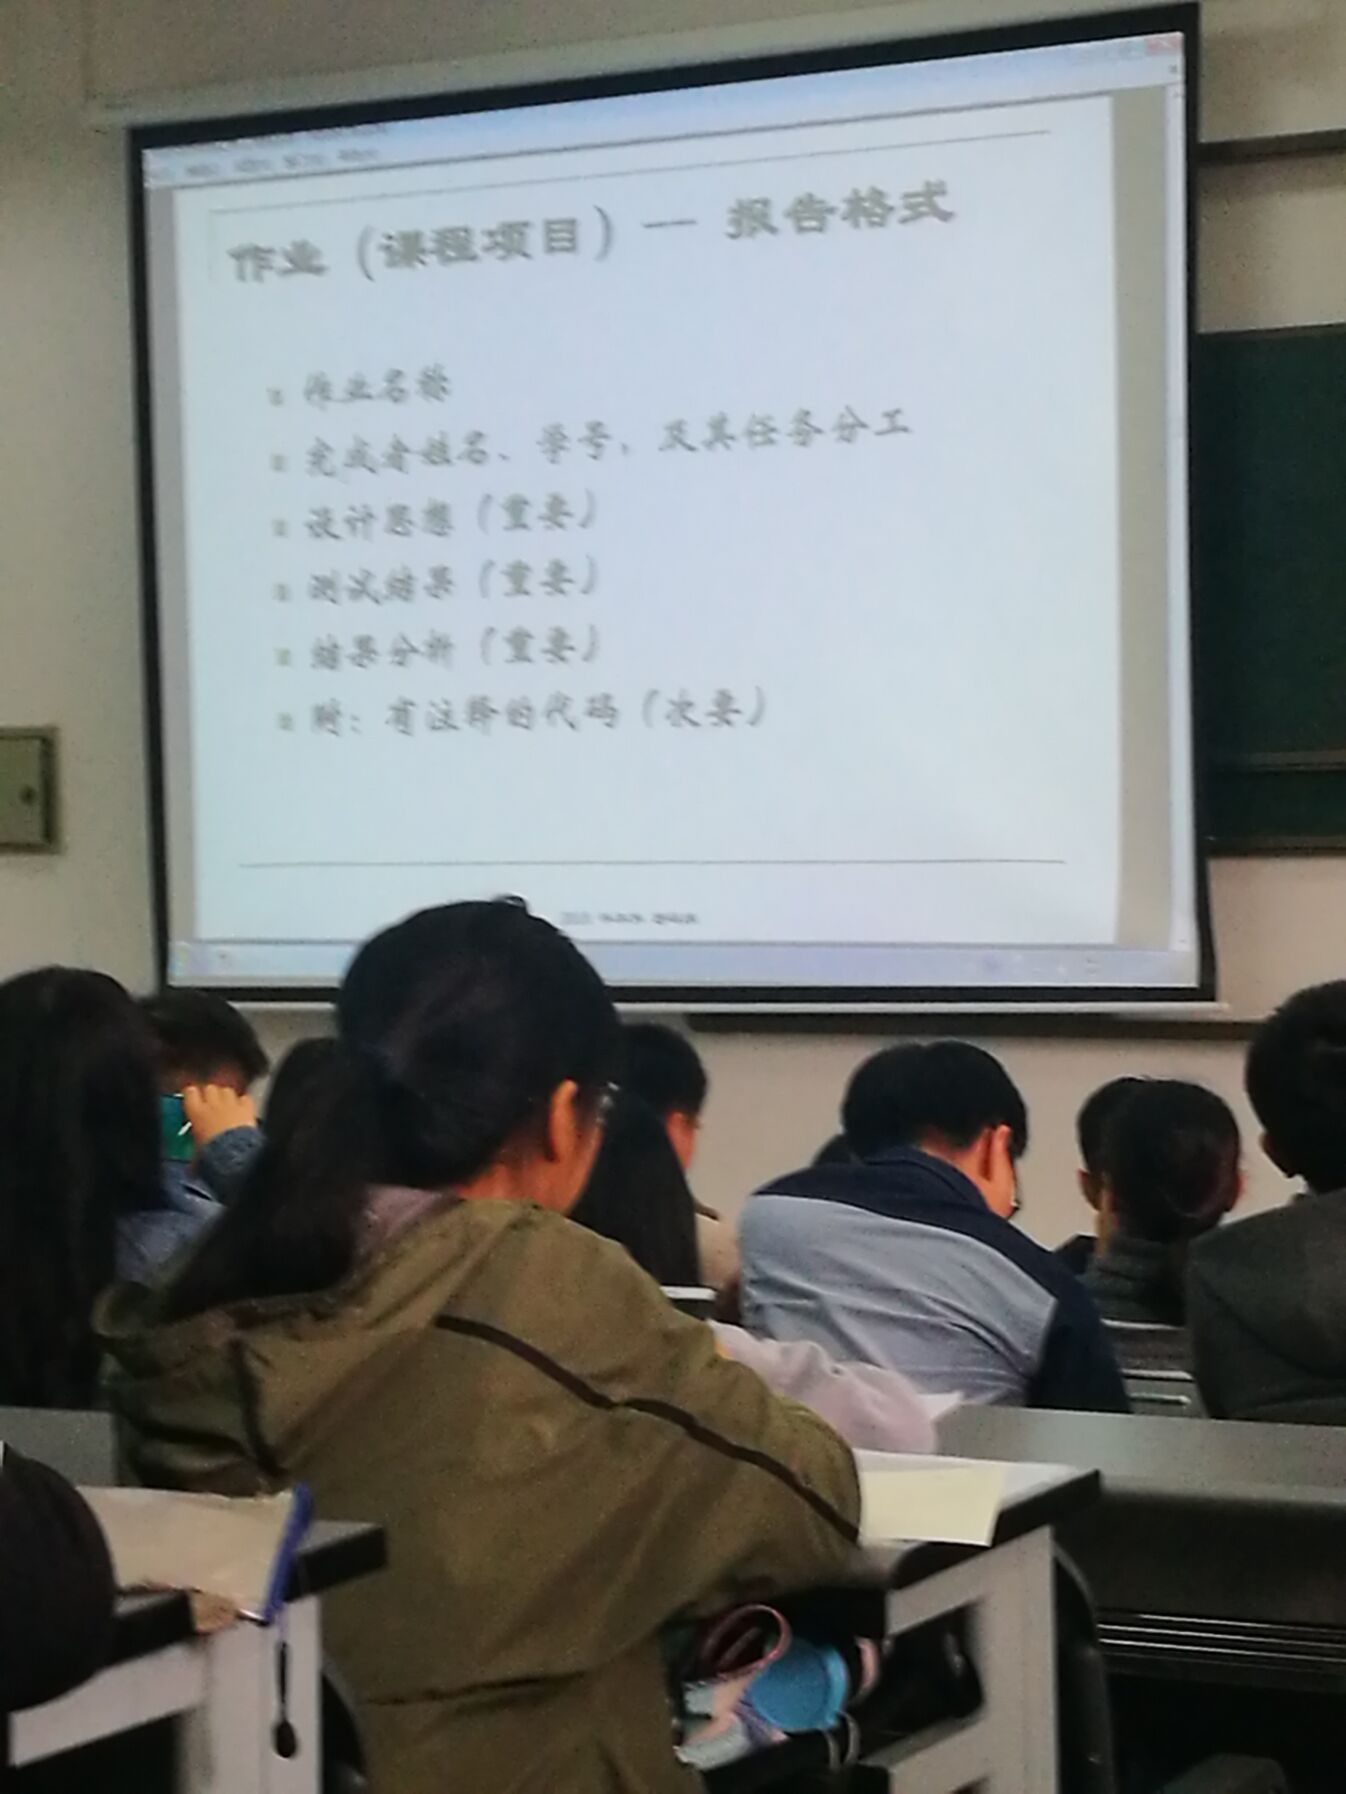 作业（课程项目）— 报告格式
作业名称
完成者姓名、学号，及其任务分工
设计思想（重要）
测试结果（重要）
结果分析（重要）
附：有注释的代码（次要）